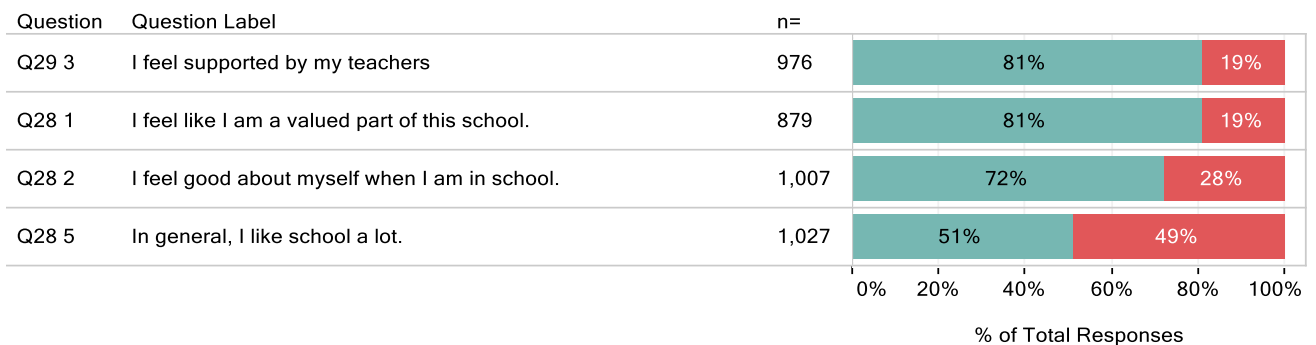 Question Question Label n=
Q29 3 I feel supported by my teachers 976 81% 19%
Q28 1 I feel like I am a valued part of this school. 879 81% 19%
Q28 2 I feel good about myself when I am in school. 1,007 72% 28%
Q28 5 In general, I like school a lot. 1,027 51% 49%
0% 20% 40% 60% 80% 100%
% of Total Responses